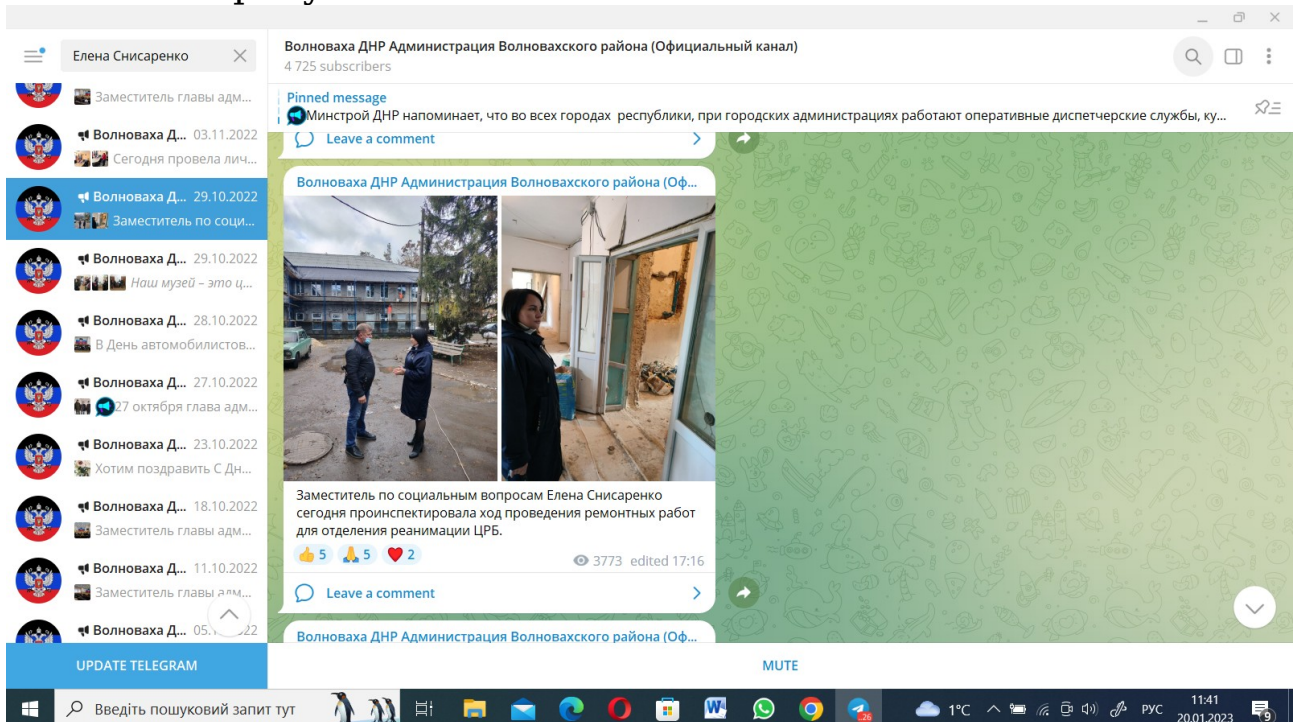 Елена Снисаренко
Волноваха ДНР Администрация Волновахского района (Официальный канал)
4 725 subscribers
Pinned message
Минстрой ДНР напоминает, что во всех городах республики, при городских администрациях работают оперативные диспетчерские службы, ку...
Заместитель главы адм...
Волноваха Д... 03.11.2022
Сегодня провела лич...
Волноваха Д... 29.10.2022
Заместитель по соци...
Волноваха Д... 29.10.2022
Наш музей – это ц...
Волноваха Д... 28.10.2022
В День автомобилистов...
Волноваха Д... 27.10.2022
27 октября глава адм...
Волноваха Д... 23.10.2022
Хотим поздравить С Дн...
Волноваха Д... 18.10.2022
Заместитель главы адм...
Волноваха Д... 11.10.2022
Заместитель главы адм...
Волноваха Д...
UPDATE TELEGRAM
Leave a comment
Волноваха ДНР Администрация Волновахского района (Оф...
Заместитель по социальным вопросам Елена Снисаренко
сегодня проинспектировала ход проведения ремонтных работ
для отделения реанимации ЦРБ.
5 5 2
3773 edited 17:16
Leave a comment
Волноваха ДНР Администрация Волновахского района (Оф...
MUTE
Введіть пошуковий запит тут
26
1°C
РУС
11:41
20.01.2023
9